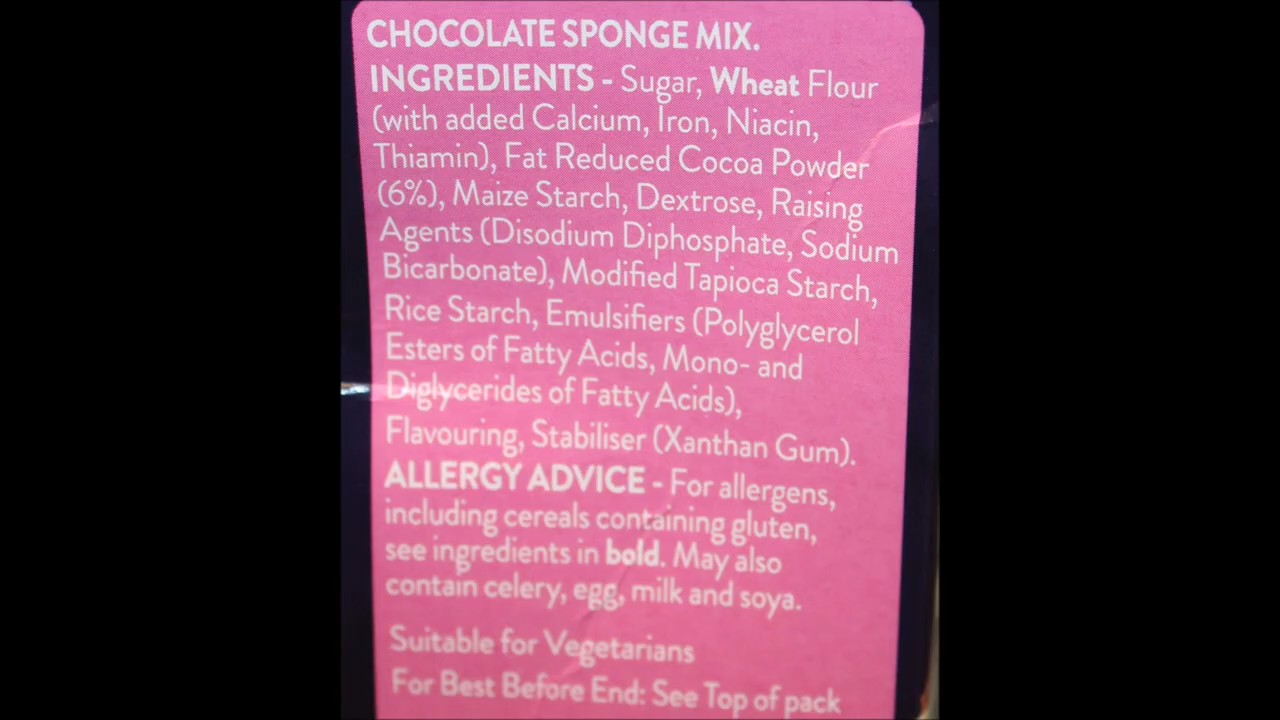 CHOCOLATE SPONGE MIX.
INGREDIENTS - Sugar, Wheat Flour
(with added Calcium, Iron, Niacin,
Thiamin), Fat Reduced Cocoa Powder
(6%), Maize Starch, Dextrose, Raising
Agents (Disodium Diphosphate, Sodium
Bicarbonate), Modified Tapioca Starch,
Rice Starch, Emulsifiers (Polyglycerol
Esters of Fatty Acids, Mono- and
Diglycerides of Fatty Acids),
Flavouring, Stabiliser (Xanthan Gum).
ALLERGY ADVICE - For allergens,
including cereals containing gluten,
see ingredients in bold. May also
contain celery, egg, milk and soya.
Suitable for Vegetarians
For Best Before End: See Top of pack